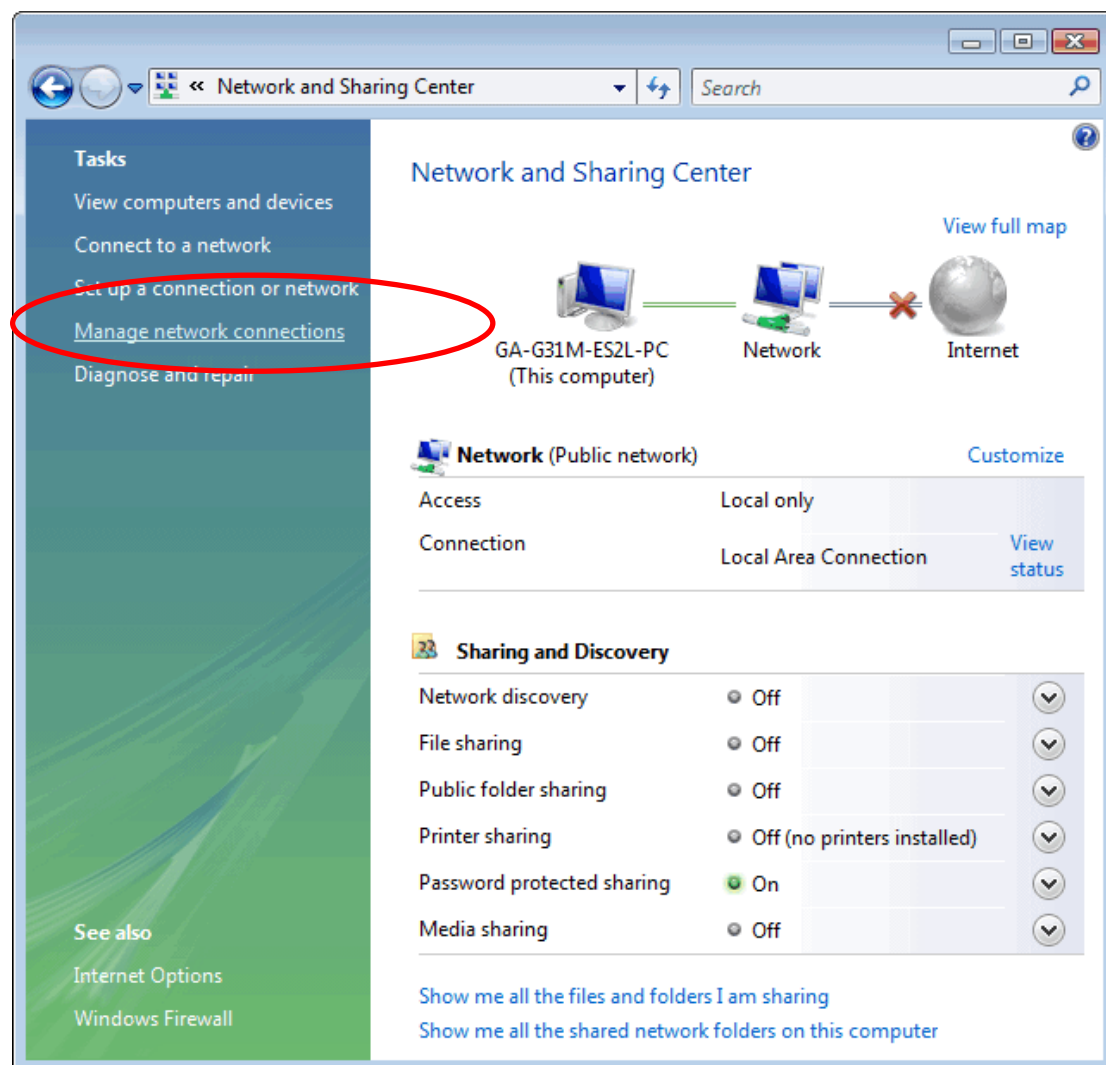 « Network and Sharing Center
Search
Tasks
View computers and devices
Connect to a network
Set up a connection or network
Manage network connections
Diagnose and repair
See also
Internet Options
Windows Firewall
Network and Sharing Center
View full map
GA-G31M-ES2L-PC
(This computer)
Network
Internet
Network (Public network)
Customize
Access
Local only
Connection
Local Area Connection
View
status
Sharing and Discovery
Network discovery
Off
File sharing
Off
Public folder sharing
Off
Printer sharing
Off (no printers installed)
Password protected sharing
On
Media sharing
Off
Show me all the files and folders I am sharing
Show me all the shared network folders on this computer